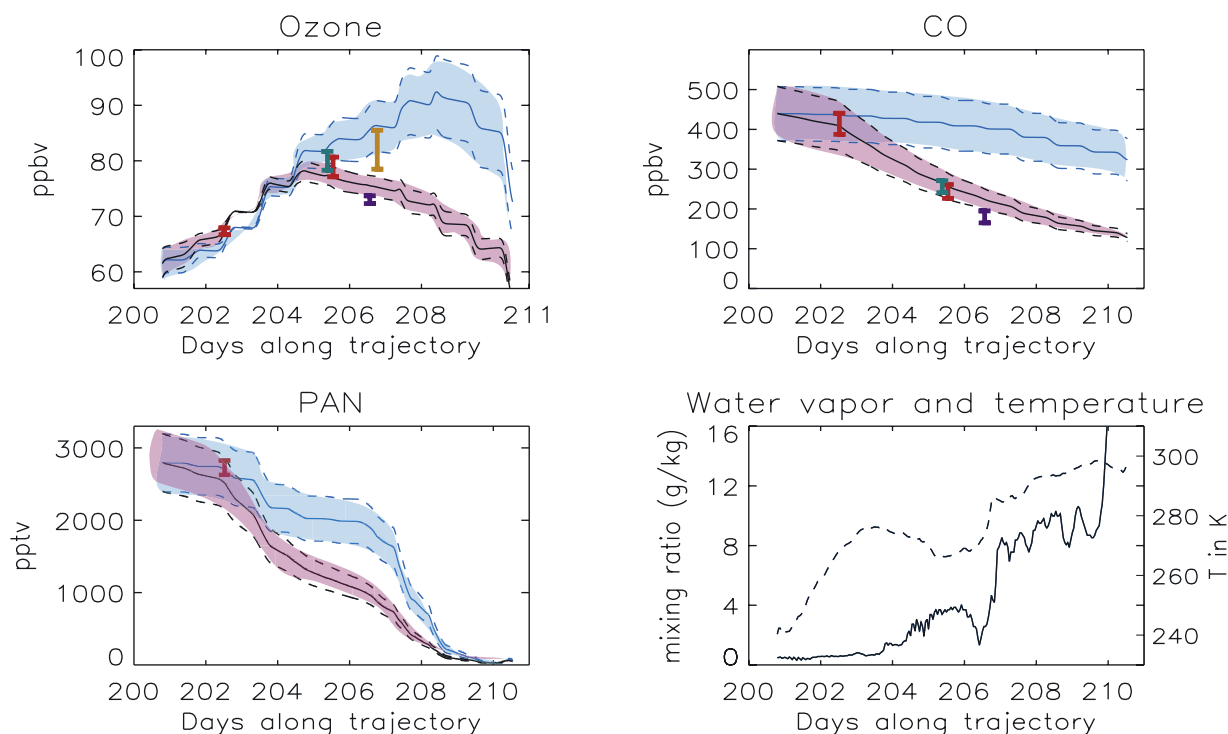 Ozone
100
90
80
70
60
ppbv
200 202 204 206 208 211
Days along trajectory
CO
500
400
300
200
100
0
ppbv
200 202 204 206 208 210
Days along trajectory
PAN
3000
2000
1000
0
pptv
200 202 204 206 208 210
Days along trajectory
Water vapor and temperature
16
12
8
4
0
mixing ratio (g/kg)
300
280
260
240
T in K
200 202 204 206 208 210
Days along trajectory